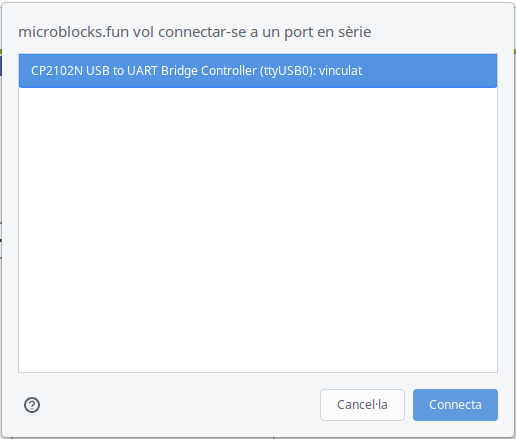 microblocks.fun vol connectar-se a un port en sèrie
CP2102N USB to UART Bridge Controller (ttyUSB0): vinculat
Cancel·la
Connecta